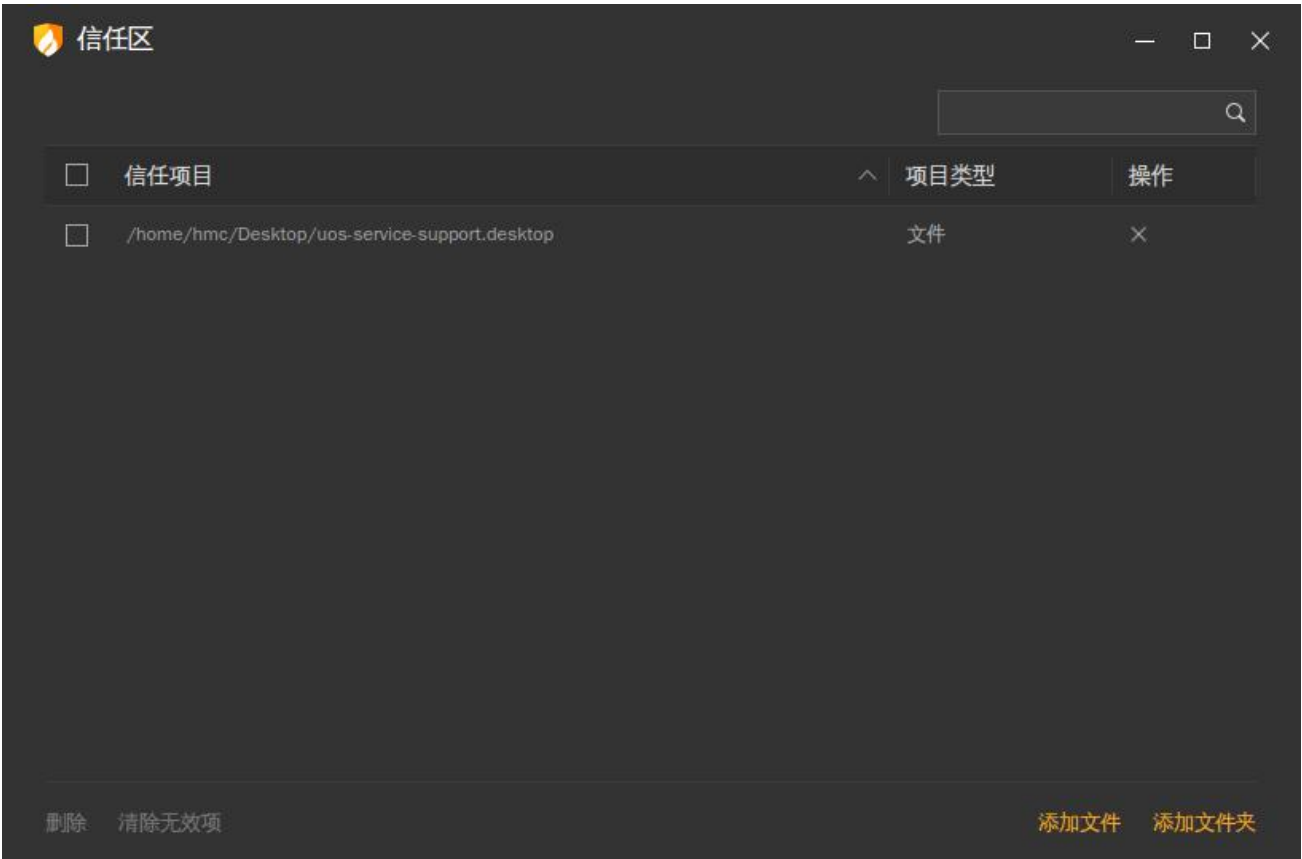 信任区
信任项目 项目类型 操作
/home/hmc/Desktop/uos-service-support.desktop 文件
删除 清除无效项 添加文件 添加文件夹